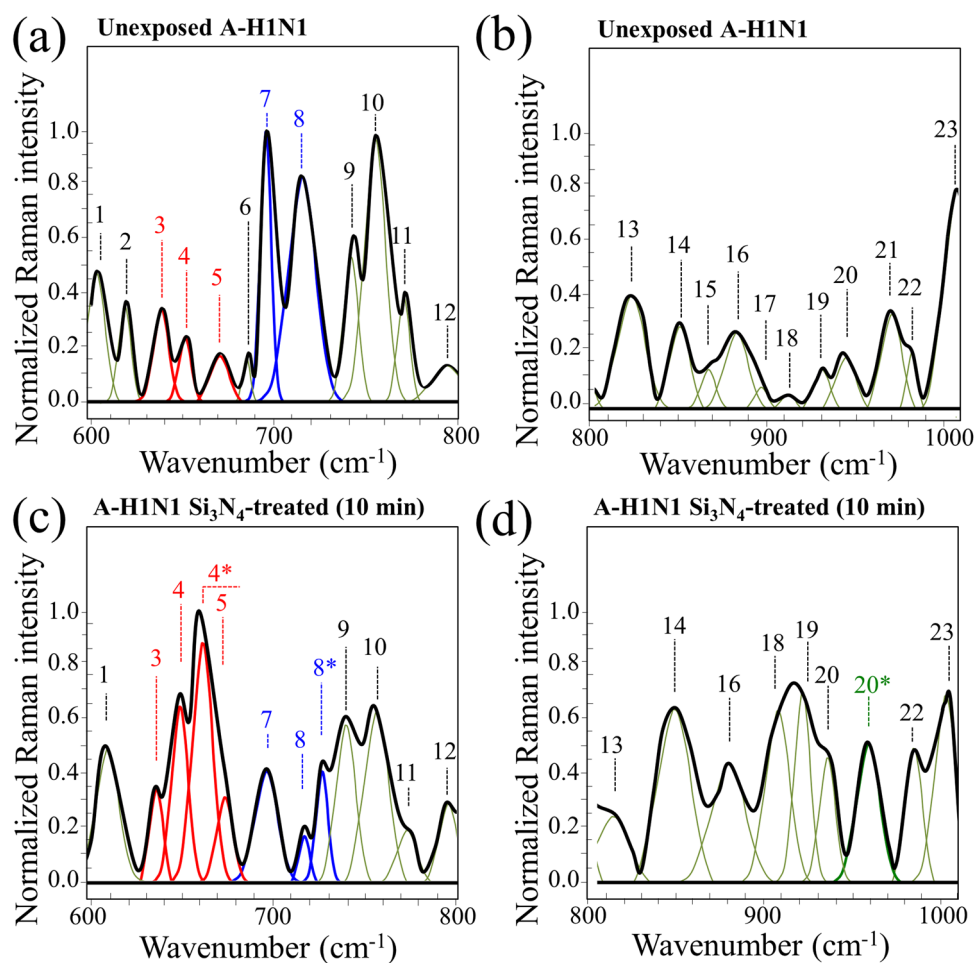 (a) Unexposed A-H1N1
Normalized Raman intensity
1.0
0.8
0.6
0.4
0.2
0.0
1 2 3 4 5 6 7 8 9 10 11 12
600 700 800
Wavenumber (cm-1)
(b) Unexposed A-H1N1
Normalized Raman intensity
1.0
0.8
0.6
0.4
0.2
0.0
13 14 15 16 17 18 19 20 21 22 23
800 900 1000
Wavenumber (cm-1)
(c) A-H1N1 Si3N4-treated (10 min)
Normalized Raman intensity
1.0
0.8
0.6
0.4
0.2
0.0
1 3 4 4* 5 7 8 8* 9 10 11 12
600 700 800
Wavenumber (cm-1)
(d) A-H1N1 Si3N4-treated (10 min)
Normalized Raman intensity
1.0
0.8
0.6
0.4
0.2
0.0
13 14 16 18 19 20 20* 22 23
800 900 1000
Wavenumber (cm-1)